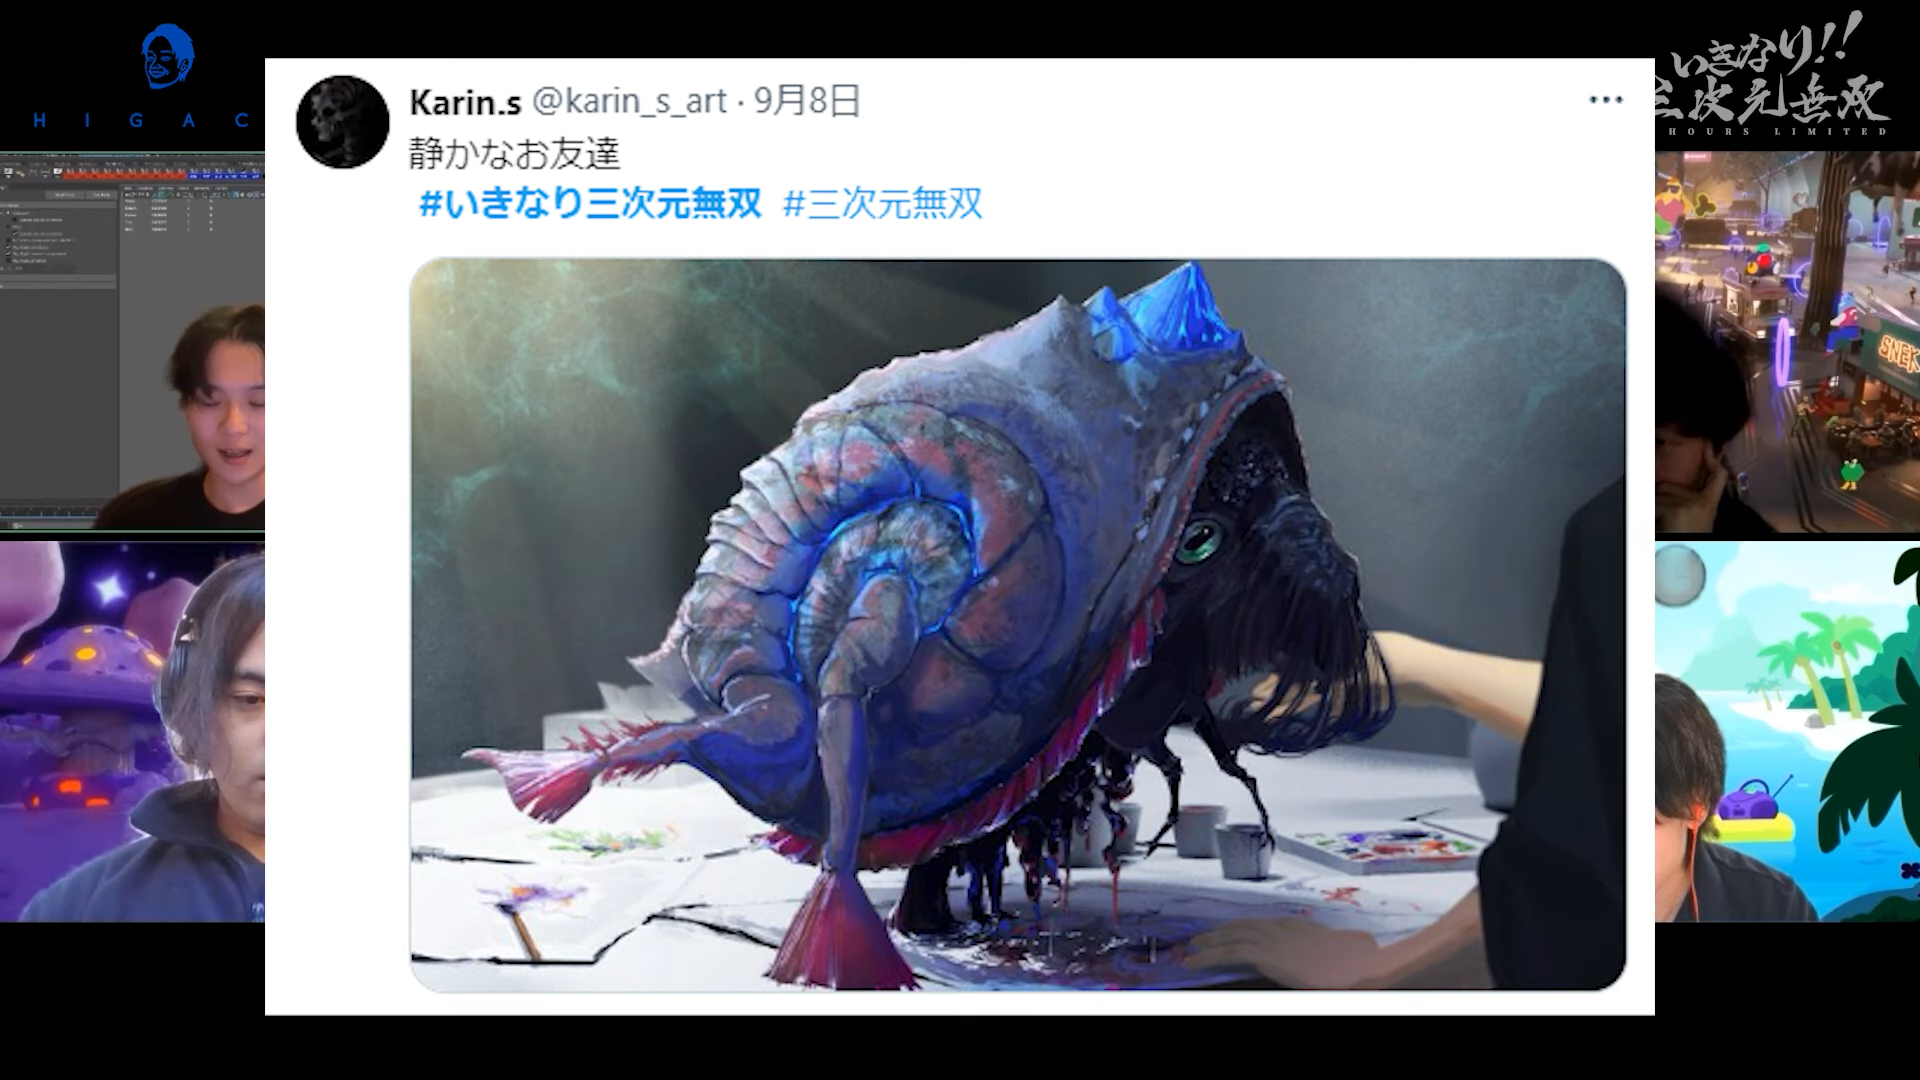 HIGAC
いきなり!!
三次元無双
HOURS LIMITED
Karin.s @karin_s_art · 9月8日
静かなお友達
#いきなり三次元無双 #三次元無双
SNEK